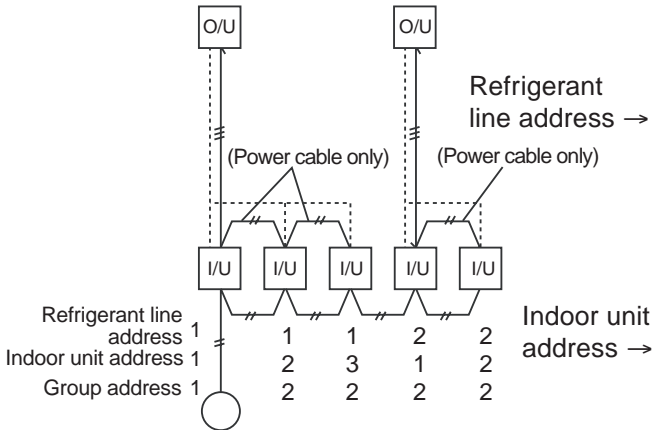 O/U
O/U
Refrigerant
line address →
(Power cable only)
(Power cable only)
I/U
I/U
I/U
I/U
I/U
Refrigerant line
address 1 1 1 2 2
Indoor unit address 1 2 3 1 2
Group address 1 2 2 2 2
Indoor unit
address →